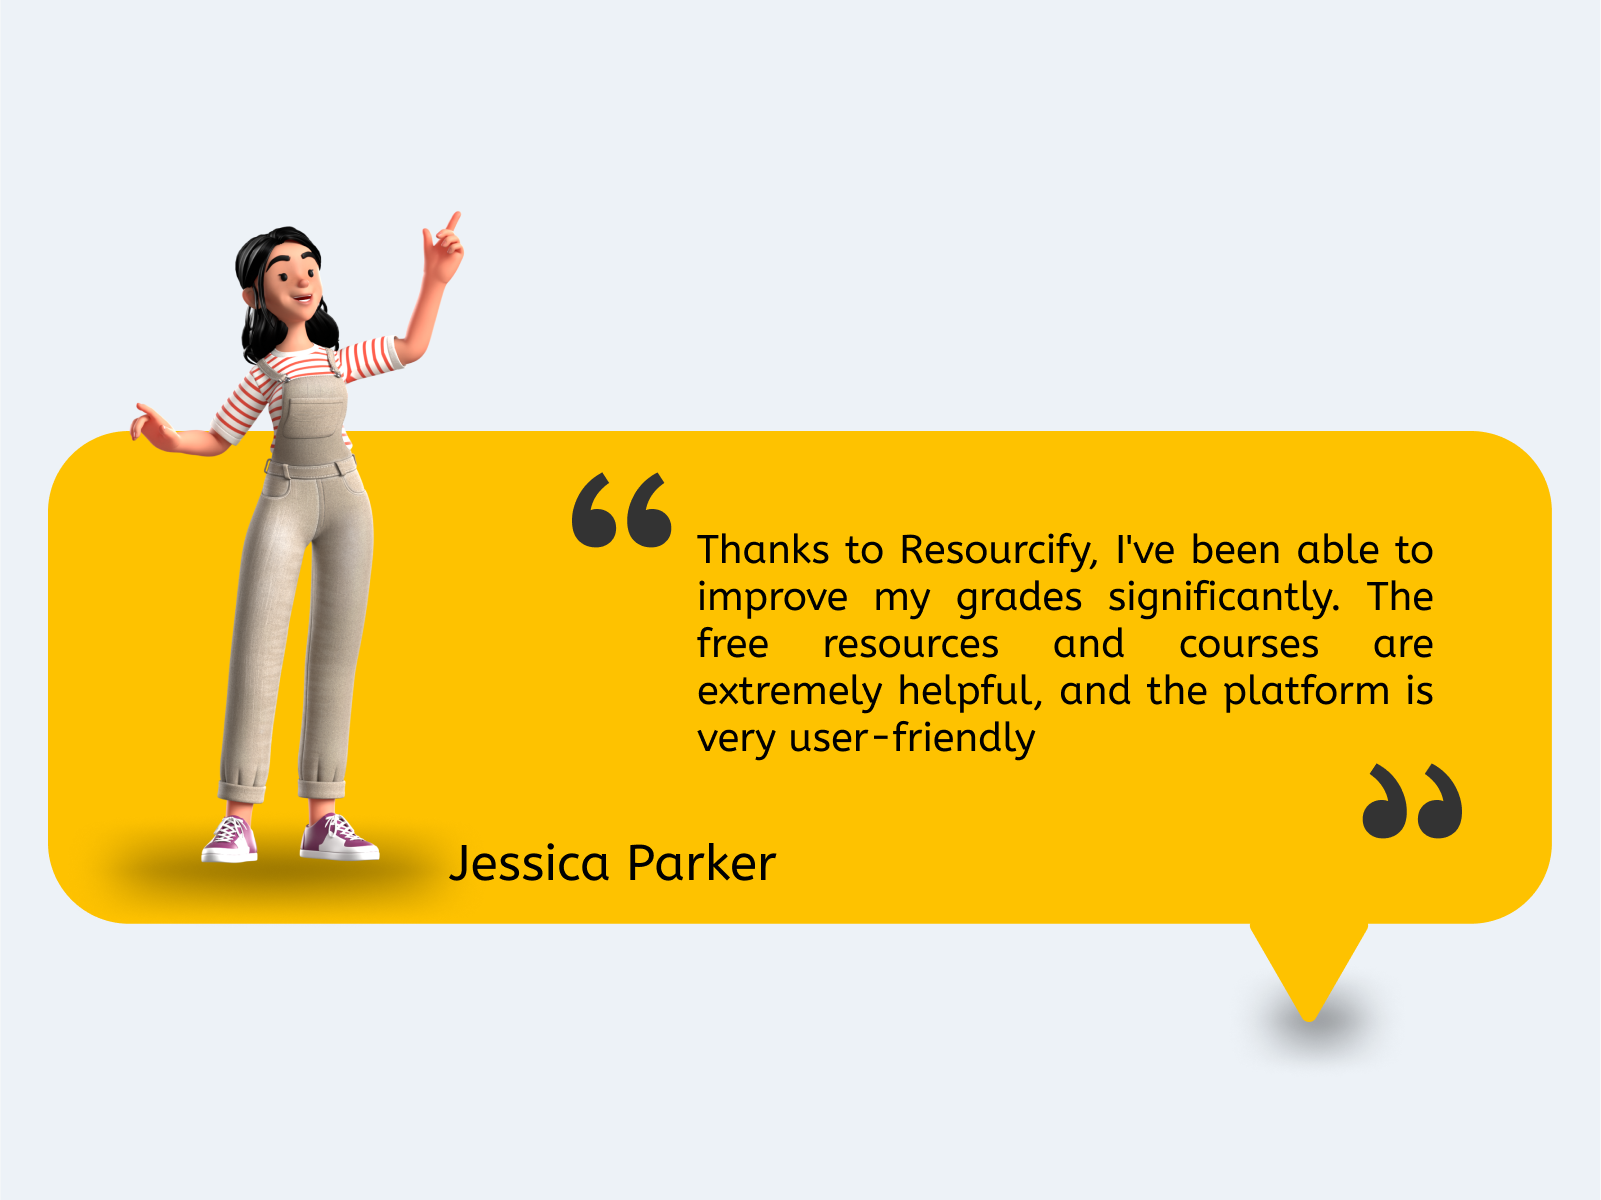 “
Thanks to Resourcify, I've been able to
improve my grades significantly. The
free resources and courses are
extremely helpful, and the platform is
very user-friendly
”
Jessica Parker